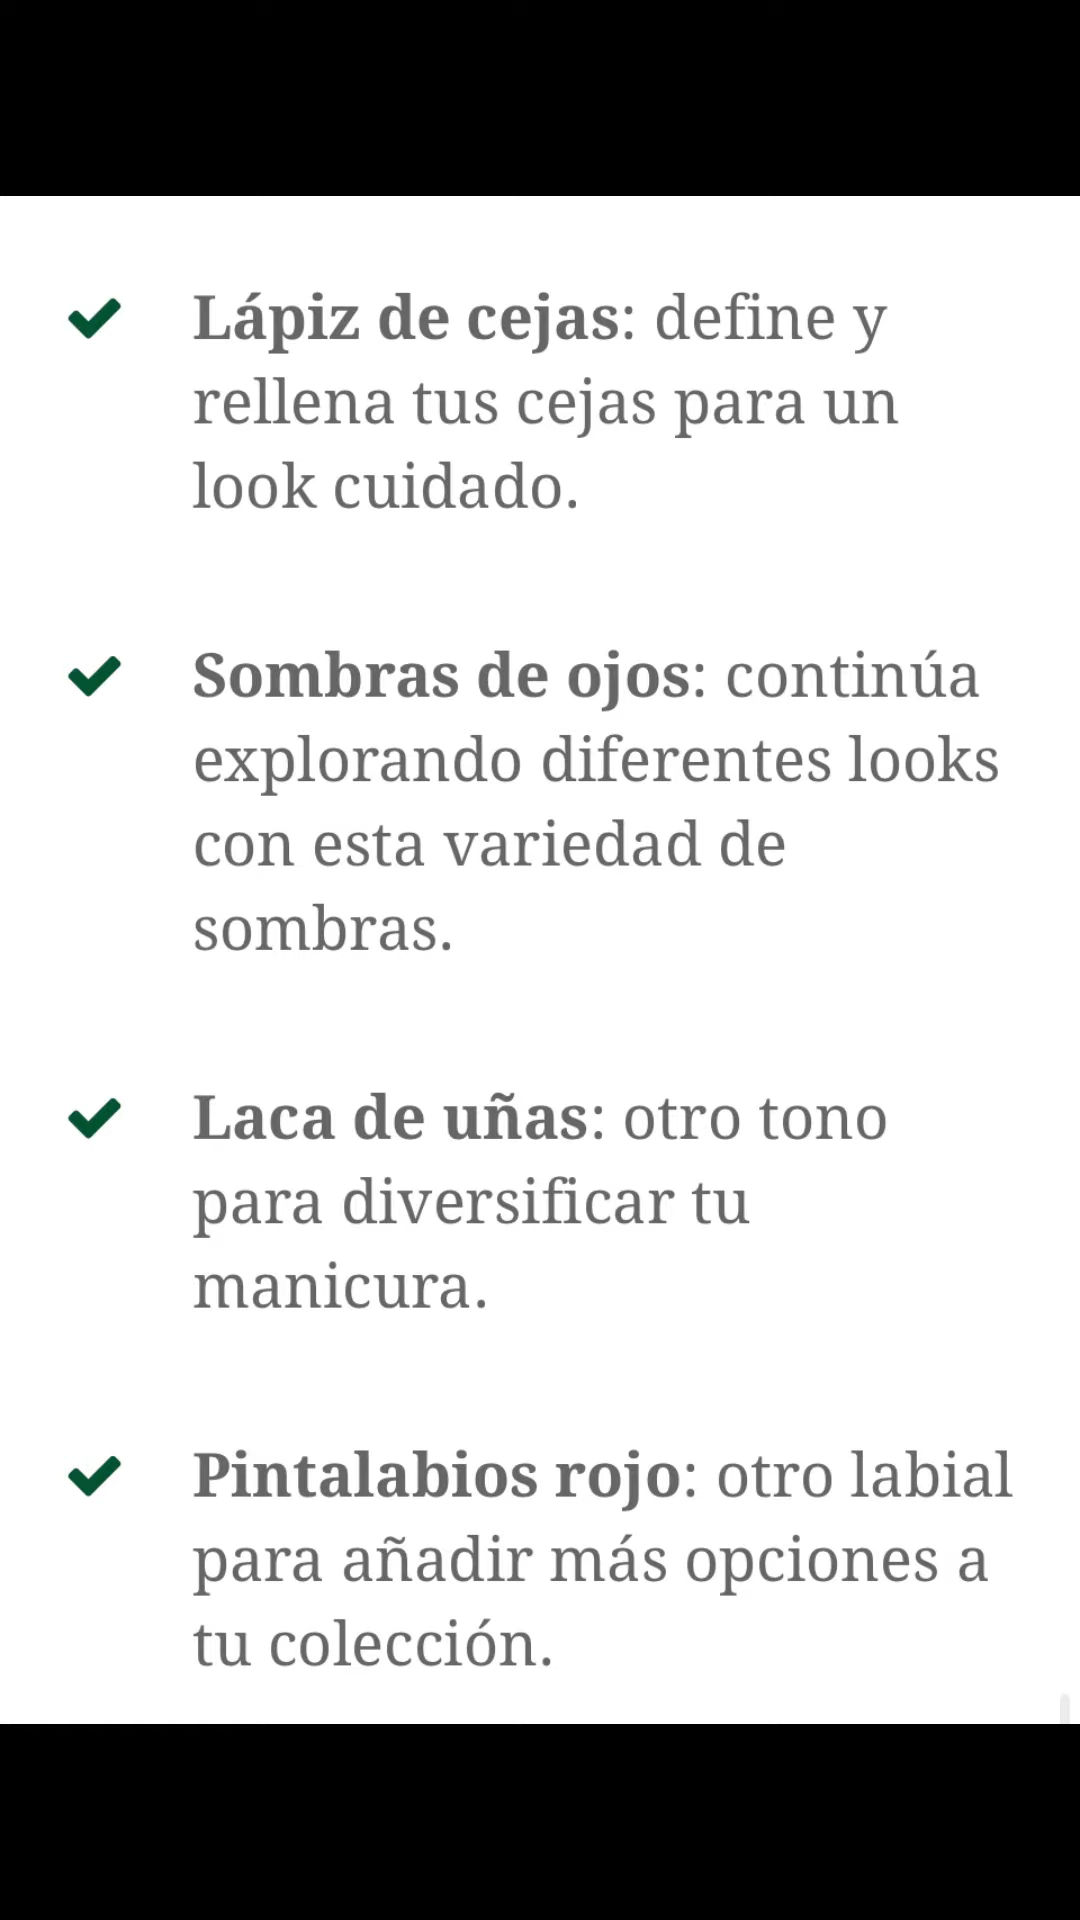 Lápiz de cejas: define y
rellena tus cejas para un
look cuidado.
Sombras de ojos: continúa
explorando diferentes looks
con esta variedad de
sombras.
Laca de uñas: otro tono
para diversificar tu
manicura.
Pintalabios rojo: otro labial
para añadir más opciones a
tu colección.